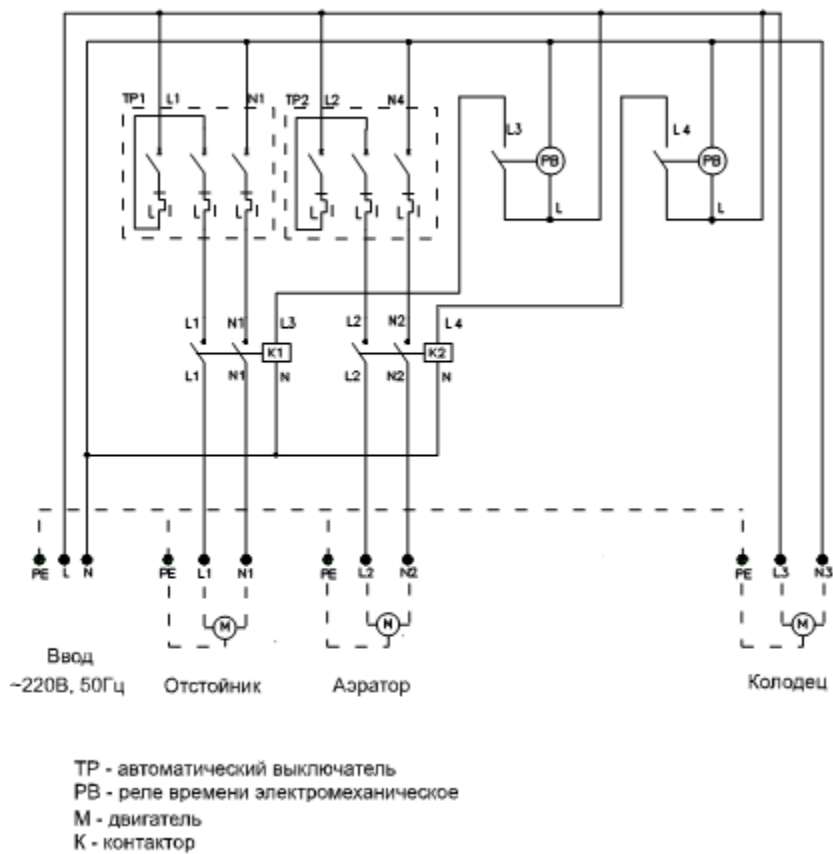 TP1 L1 N1 TP2 L2 N4
L3 L4
PB PB
L I L I L I L I L I L I
L L
L1 N1 L3 L2 N2 L4
K1 K2
L1 N1 N L2 N2 N
PE L N PE L1 N1 PE L2 N2 PE L3 N3
M N M
Ввод
~220В, 50Гц
Отстойник Аэратор Колодец
ТР - автоматический выключатель
РВ - реле времени электромеханическое
М - двигатель
К - контактор